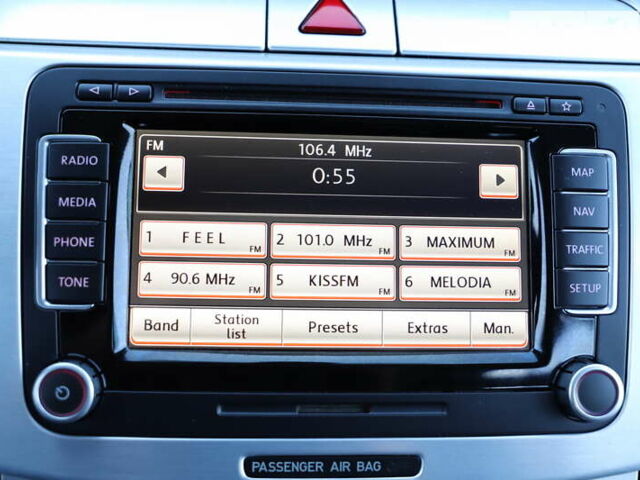 RADIO
MEDIA
PHONE
TONE
FM
106.4 MHz
0:55
1 FEEL FM
2 101.0 MHz FM
3 MAXIMUM FM
4 90.6 MHz FM
5 KISSFM FM
6 MELODIA FM
Band
Station
list
Presets
Extras
Man.
MAP
NAV
TRAFFIC
SETUP
PASSENGER AIR BAG